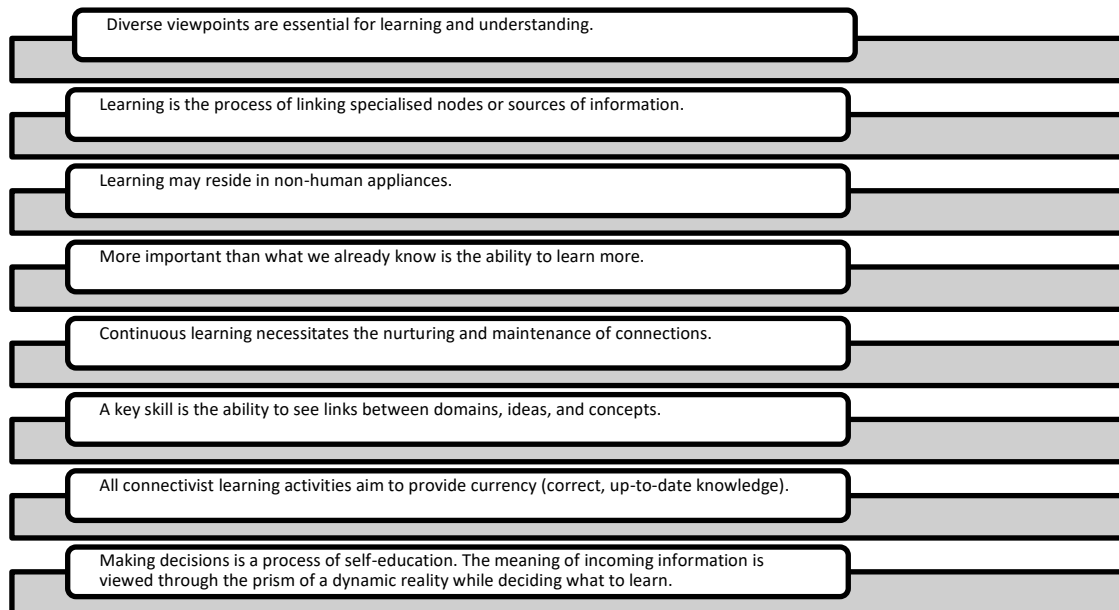 Diverse viewpoints are essential for learning and understanding.
Learning is the process of linking specialised nodes or sources of information.
Learning may reside in non-human appliances.
More important than what we already know is the ability to learn more.
Continuous learning necessitates the nurturing and maintenance of connections.
A key skill is the ability to see links between domains, ideas, and concepts.
All connectivist learning activities aim to provide currency (correct, up-to-date knowledge).
Making decisions is a process of self-education. The meaning of incoming information is
viewed through the prism of a dynamic reality while deciding what to learn.